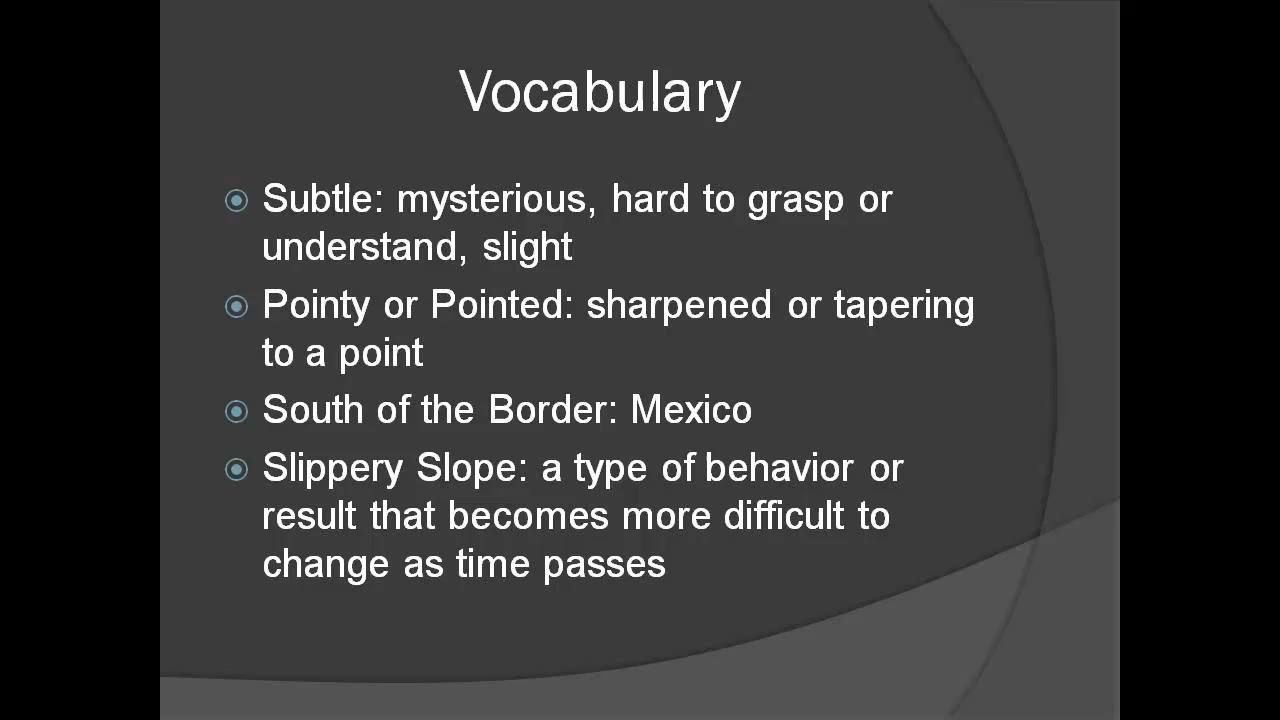 Vocabulary
Subtle: mysterious, hard to grasp or
understand, slight
Pointy or Pointed: sharpened or tapering
to a point
South of the Border: Mexico
Slippery Slope: a type of behavior or
result that becomes more difficult to
change as time passes